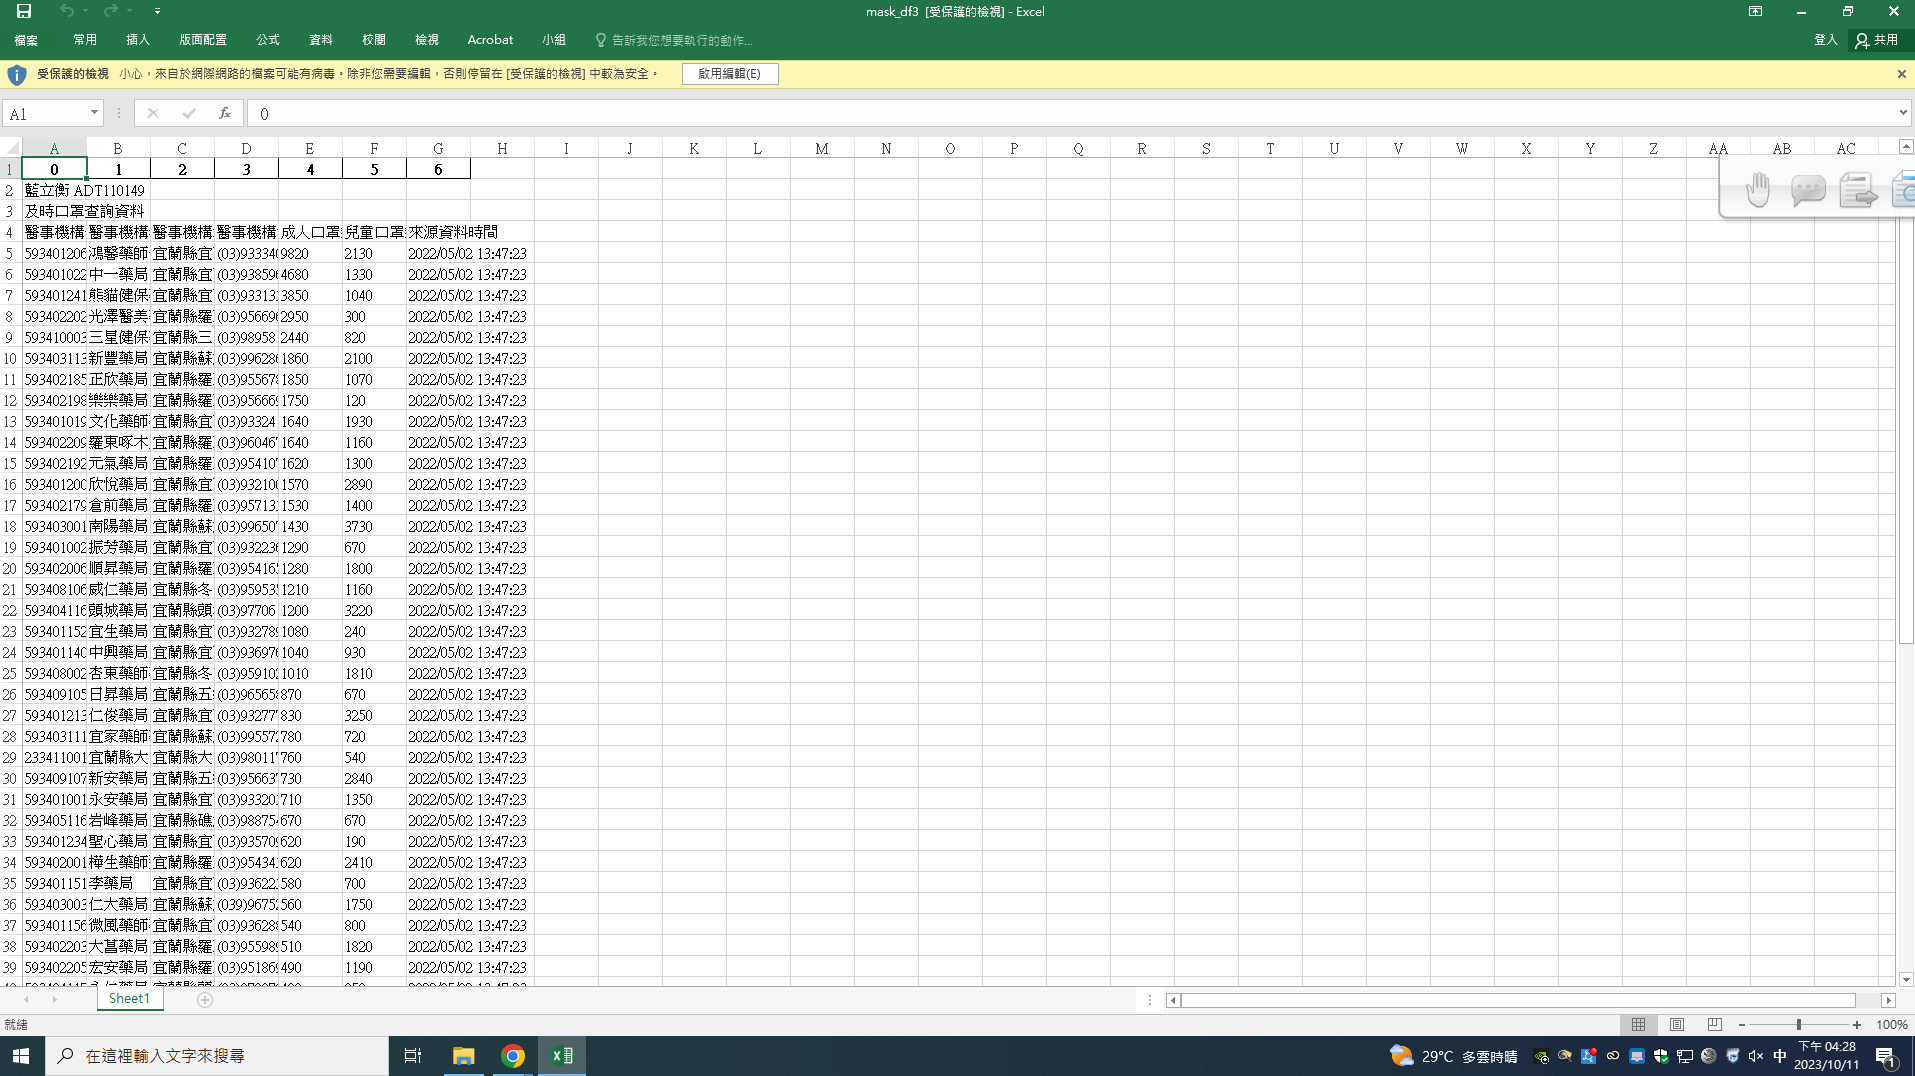 mask_df3 [受保護的檢視] - Excel
檔案 常用 插入 版面配置 公式 資料 校閱 檢視 Acrobat 小組 告訴我您想要執行的動作... 登入 共用
受保護的檢視 小心，來自於網際網路的檔案可能有病毒。除非您需要編輯，否則停留在 [受保護的檢視] 中較為安全。 啟用編輯(E)
A1 fx 0
A B C D E F G H I J K L M N O P Q R S T U V W X Y Z AA AB AC
1 0 1 2 3 4 5 6
2 藍立衡 ADT110149
3 及時口罩查詢資料
4 醫事機構 醫事機構 醫事機構 醫事機構 成人口罩 兒童口罩 來源資料時間
5 593401206 鴻馨藥師 宜蘭縣宜 (03)93334 9820 2130 2022/05/02 13:47:23
6 593401022 中一藥局 宜蘭縣宜 (03)93859 4680 1330 2022/05/02 13:47:23
7 593401241 熊貓健保 宜蘭縣宜 (03)93313 3850 1040 2022/05/02 13:47:23
8 593402202 光澤醫美 宜蘭縣羅 (03)95669 2950 300 2022/05/02 13:47:23
9 593410003 三星健保 宜蘭縣三 (03)98958 2440 820 2022/05/02 13:47:23
10 593403113 新豐藥局 宜蘭縣蘇 (03)99628 1860 2100 2022/05/02 13:47:23
11 593402185 正欣藥局 宜蘭縣羅 (03)95567 1850 1070 2022/05/02 13:47:23
12 593402198 樂樂藥局 宜蘭縣羅 (03)95666 1750 120 2022/05/02 13:47:23
13 593401019 文化藥師 宜蘭縣宜 (03)93324 1640 1930 2022/05/02 13:47:23
14 593402209 羅東啄木 宜蘭縣羅 (03)96046 1640 1160 2022/05/02 13:47:23
15 593402192 元氣藥局 宜蘭縣羅 (03)95410 1620 1300 2022/05/02 13:47:23
16 593401200 欣悅藥局 宜蘭縣宜 (03)93210 1570 2890 2022/05/02 13:47:23
17 593402179 倉前藥局 宜蘭縣羅 (03)95713 1530 1400 2022/05/02 13:47:23
18 593403001 南陽藥局 宜蘭縣蘇 (03)99650 1430 3730 2022/05/02 13:47:23
19 593401002 振芳藥局 宜蘭縣宜 (03)93223 1290 670 2022/05/02 13:47:23
20 593402006 順昇藥局 宜蘭縣羅 (03)95416 1280 1800 2022/05/02 13:47:23
21 593408106 威仁藥局 宜蘭縣冬 (03)95953 1210 1160 2022/05/02 13:47:23
22 593404116 頭城藥局 宜蘭縣頭 (03)97706 1200 3220 2022/05/02 13:47:23
23 593401152 宜生藥局 宜蘭縣宜 (03)93278 1080 240 2022/05/02 13:47:23
24 593401140 中興藥局 宜蘭縣宜 (03)93697 1040 930 2022/05/02 13:47:23
25 593408002 杏東藥師 宜蘭縣冬 (03)95910 1010 1810 2022/05/02 13:47:23
26 593409105 日昇藥局 宜蘭縣五 (03)96565 870 670 2022/05/02 13:47:23
27 593401213 仁俊藥局 宜蘭縣宜 (03)93277 830 3250 2022/05/02 13:47:23
28 593403111 宜家藥師 宜蘭縣蘇 (03)99557 780 720 2022/05/02 13:47:23
29 233411001 宜蘭縣大 宜蘭縣大 (03)98011 760 540 2022/05/02 13:47:23
30 593409107 新安藥局 宜蘭縣五 (03)95663 730 2840 2022/05/02 13:47:23
31 593401001 永安藥局 宜蘭縣宜 (03)93320 710 1350 2022/05/02 13:47:23
32 593405116 岩峰藥局 宜蘭縣礁 (03)98875 670 670 2022/05/02 13:47:23
33 593401234 聖心藥局 宜蘭縣宜 (03)93570 620 190 2022/05/02 13:47:23
34 593402001 樺生藥師 宜蘭縣羅 (03)95434 620 2410 2022/05/02 13:47:23
35 593401151 李藥局 宜蘭縣宜 (03)93622 580 700 2022/05/02 13:47:23
36 593403003 仁大藥局 宜蘭縣蘇 (039)9675 560 1750 2022/05/02 13:47:23
37 593401156 微風藥師 宜蘭縣宜 (03)93628 540 800 2022/05/02 13:47:23
38 593402203 大葚藥局 宜蘭縣羅 (03)95598 510 1820 2022/05/02 13:47:23
39 593402205 宏安藥局 宜蘭縣羅 (03)95186 490 1190 2022/05/02 13:47:23
Sheet1
就緒 100%
在這裡輸入文字來搜尋 29°C 多雲時晴 中 下午 04:28
2023/10/11 1